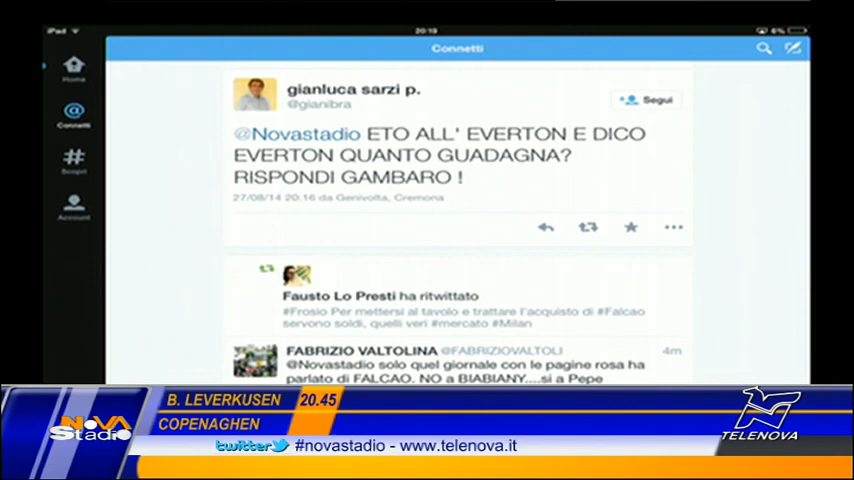 iPad
20:19
6%
Connetti
Home
Connetti
Scopri
Account
gianluca sarzi p.
@gianibra
Segui
@Novastadio ETO ALL' EVERTON E DICO
EVERTON QUANTO GUADAGNA?
RISPONDI GAMBARO !
27/08/14 20:16 da Genivolta, Cremona
Fausto Lo Presti ha ritwittato
#Frosio Per mettersi al tavolo e trattare l'acquisto di #Falcao
servono soldi, quelli veri #mercato #Milan
FABRIZIO VALTOLINA @FABRIZIOVALTOLI 4m
@Novastadio solo quel giornale con le pagine rosa ha
parlato di FALCAO. NO a BIABIANY....si a Pepe
B. LEVERKUSEN 20.45
COPENAGHEN
NOVA
Stadio
twitter #novastadio - www.telenova.it
TELENOVA